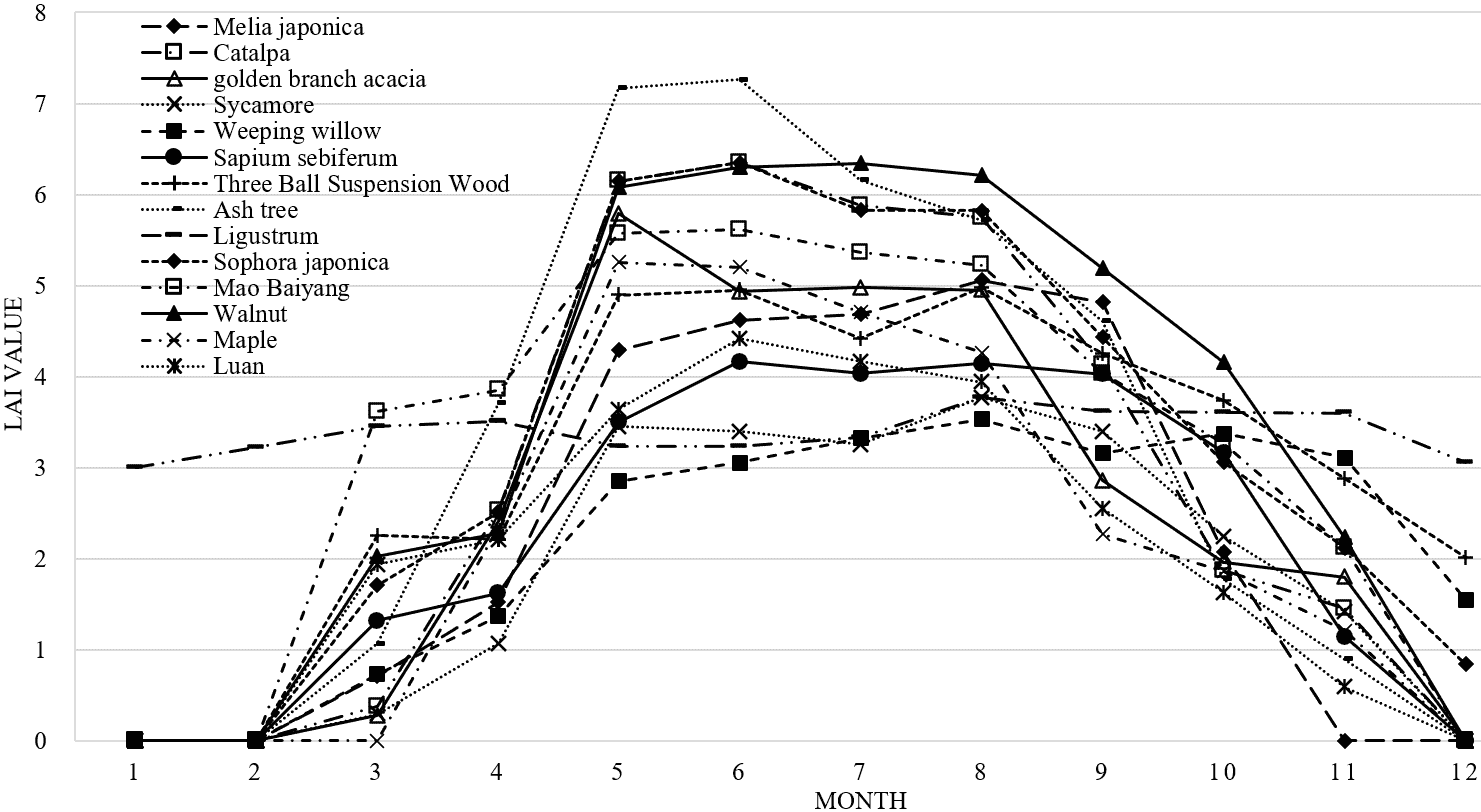 8
7
6
5
4
3
2
1
0
LAI VALUE
Melia japonica
Catalpa
golden branch acacia
Sycamore
Weeping willow
Sapium sebiferum
Three Ball Suspension Wood
Ash tree
Ligustrum
Sophora japonica
Mao Baiyang
Walnut
Maple
Luan
1 2 3 4 5 6 7 8 9 10 11 12
MONTH